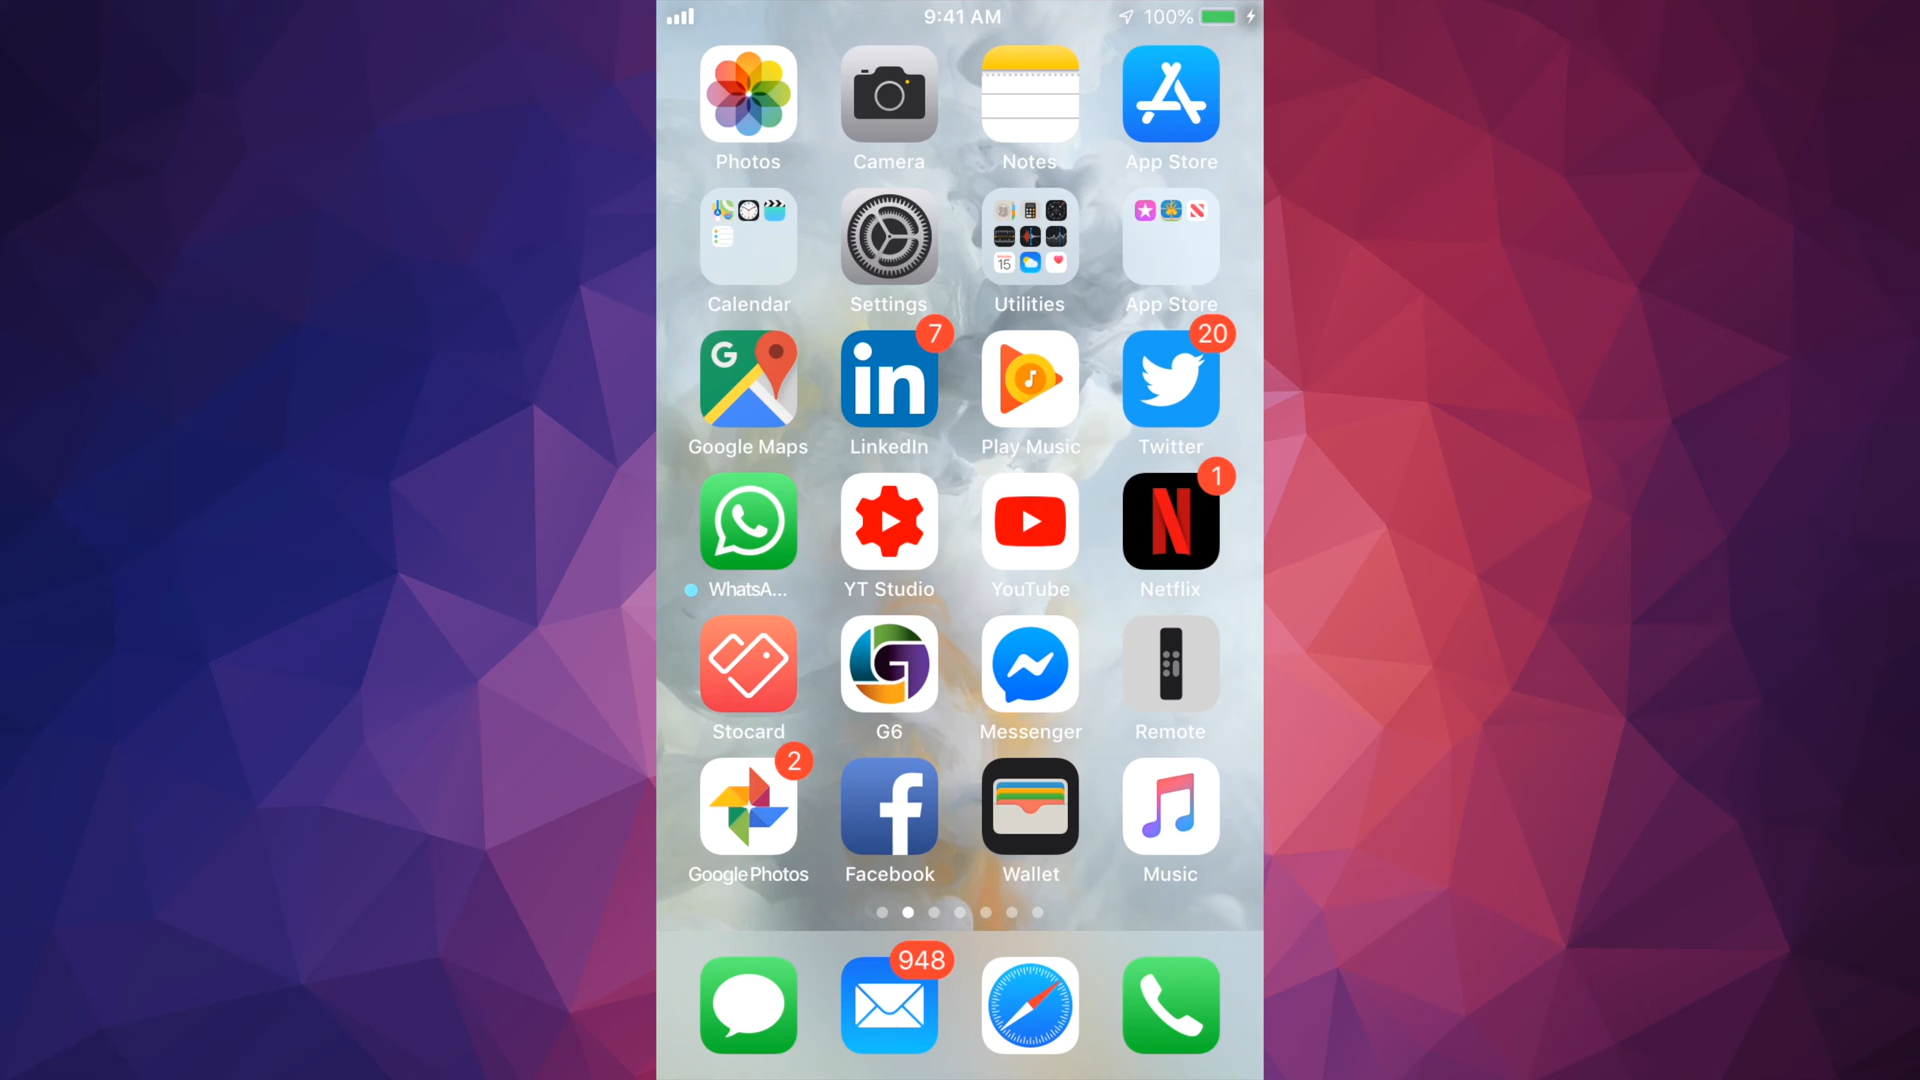 9:41 AM 100%
Photos Camera Notes App Store
15
Calendar Settings Utilities App Store
G in 7 20
Google Maps LinkedIn Play Music Twitter
N 1
WhatsA... YT Studio YouTube Netflix
G
Stocard G6 Messenger Remote
2 f
Google Photos Facebook Wallet Music
948